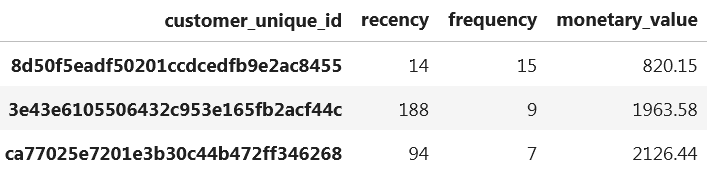 customer_unique_id recency frequency monetary_value
8d50f5eadf50201ccdcedfb9e2ac8455 14 15 820.15
3e43e6105506432c953e165fb2acf44c 188 9 1963.58
ca77025e7201e3b30c44b472ff346268 94 7 2126.44